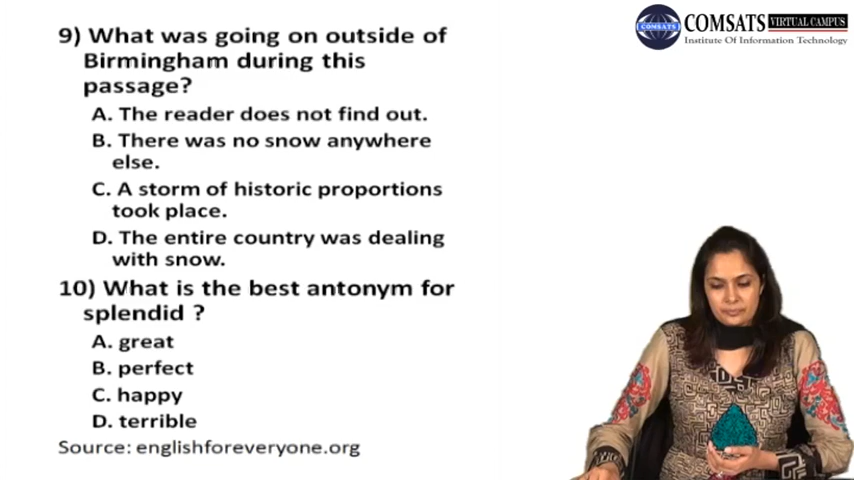 9) What was going on outside of
Birmingham during this
passage?
A. The reader does not find out.
B. There was no snow anywhere
else.
C. A storm of historic proportions
took place.
D. The entire country was dealing
with snow.
10) What is the best antonym for
splendid ?
A. great
B. perfect
C. happy
D. terrible
Source: englishforeveryone.org
COMSATS
COMSATS VIRTUAL CAMPUS
Institute Of Information Technology